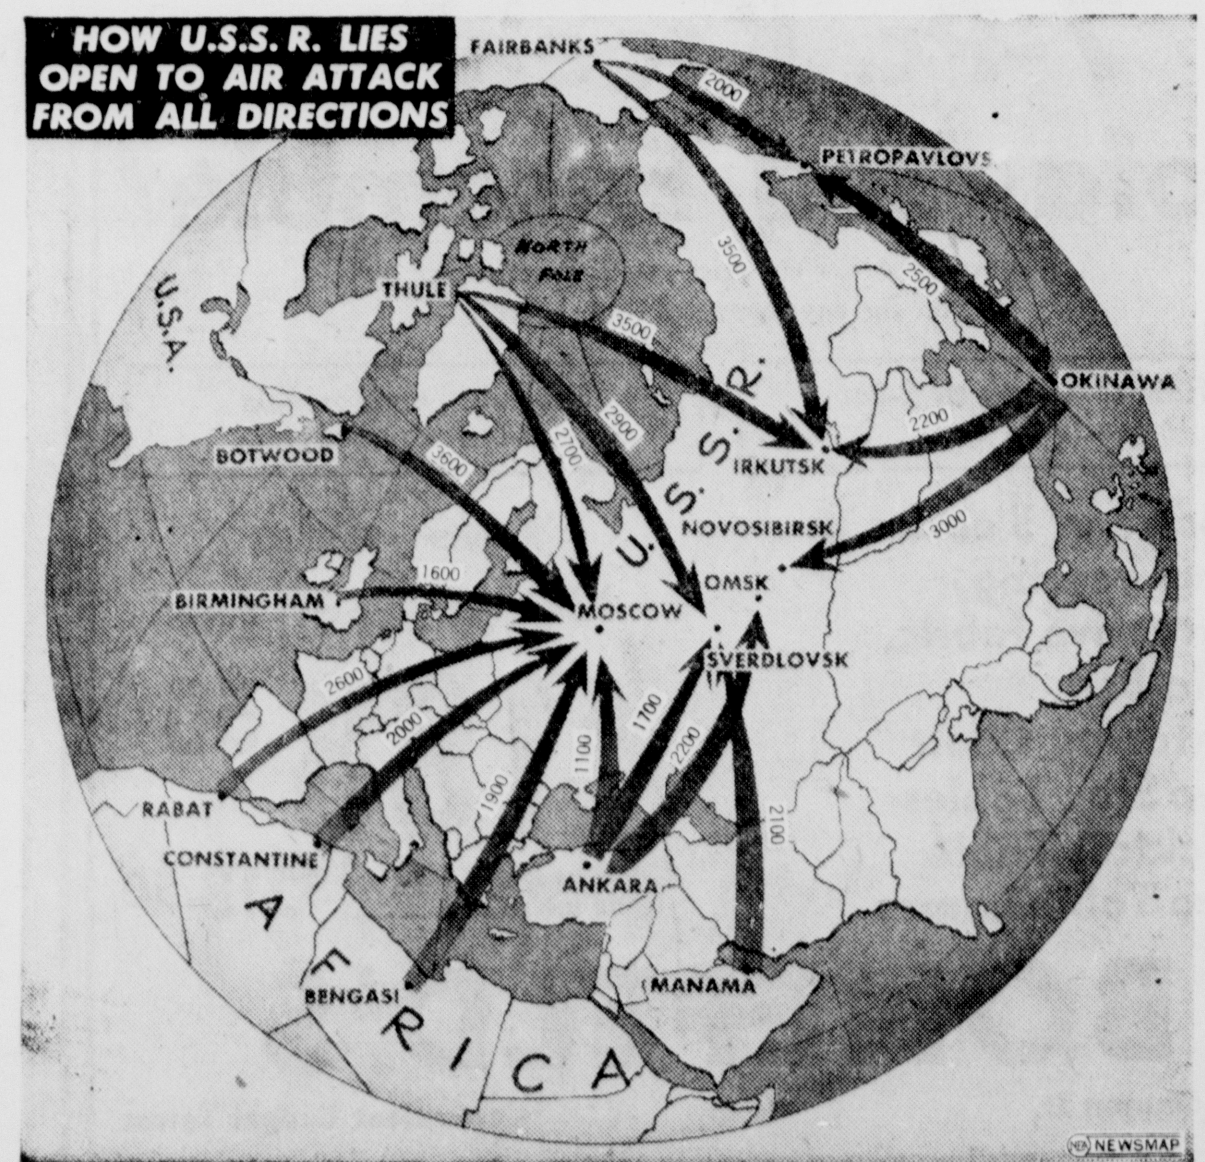 HOW U.S.S.R. LIES
OPEN TO AIR ATTACK
FROM ALL DIRECTIONS
FAIRBANKS
2000
PETROPAVLOVS
3500
2500
NORTH
POLE
THULE
U.S.A.
3500
OKINAWA
2200
2900
2700
BOTWOOD
3600
U. S. S. R.
IRKUTSK
NOVOSIBIRSK
3000
1600
OMSK
BIRMINGHAM
MOSCOW
SVERDLOVSK
2600
2000
1700
2200
1100
1900
2100
RABAT
CONSTANTINE
ANKARA
BENGASI
MANAMA
AFRICA
NEA NEWSMAP